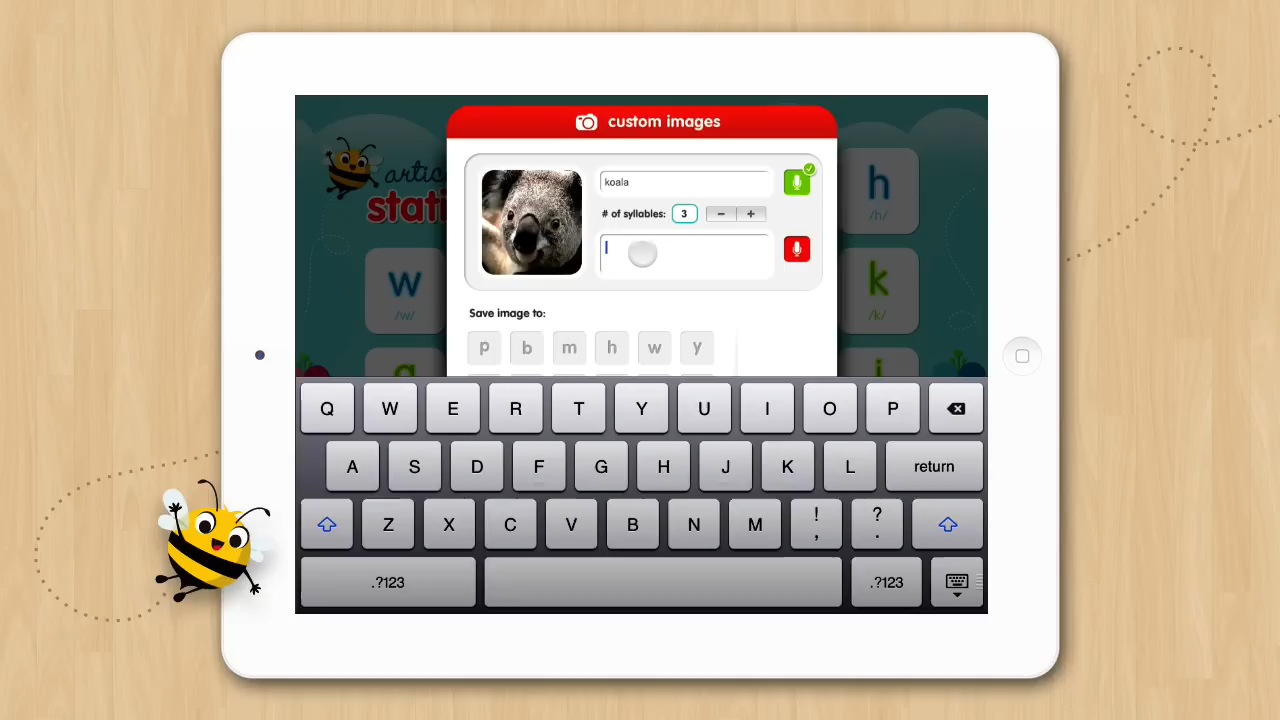 custom images
koala
# of syllables: 3 − +
Save image to:
p b m h w y
h
/h/
w
/w/
k
/k/
Q W E R T Y U I O P
A S D F G H J K L return
Z X C V B N M ! , ? .
.?123 .?123